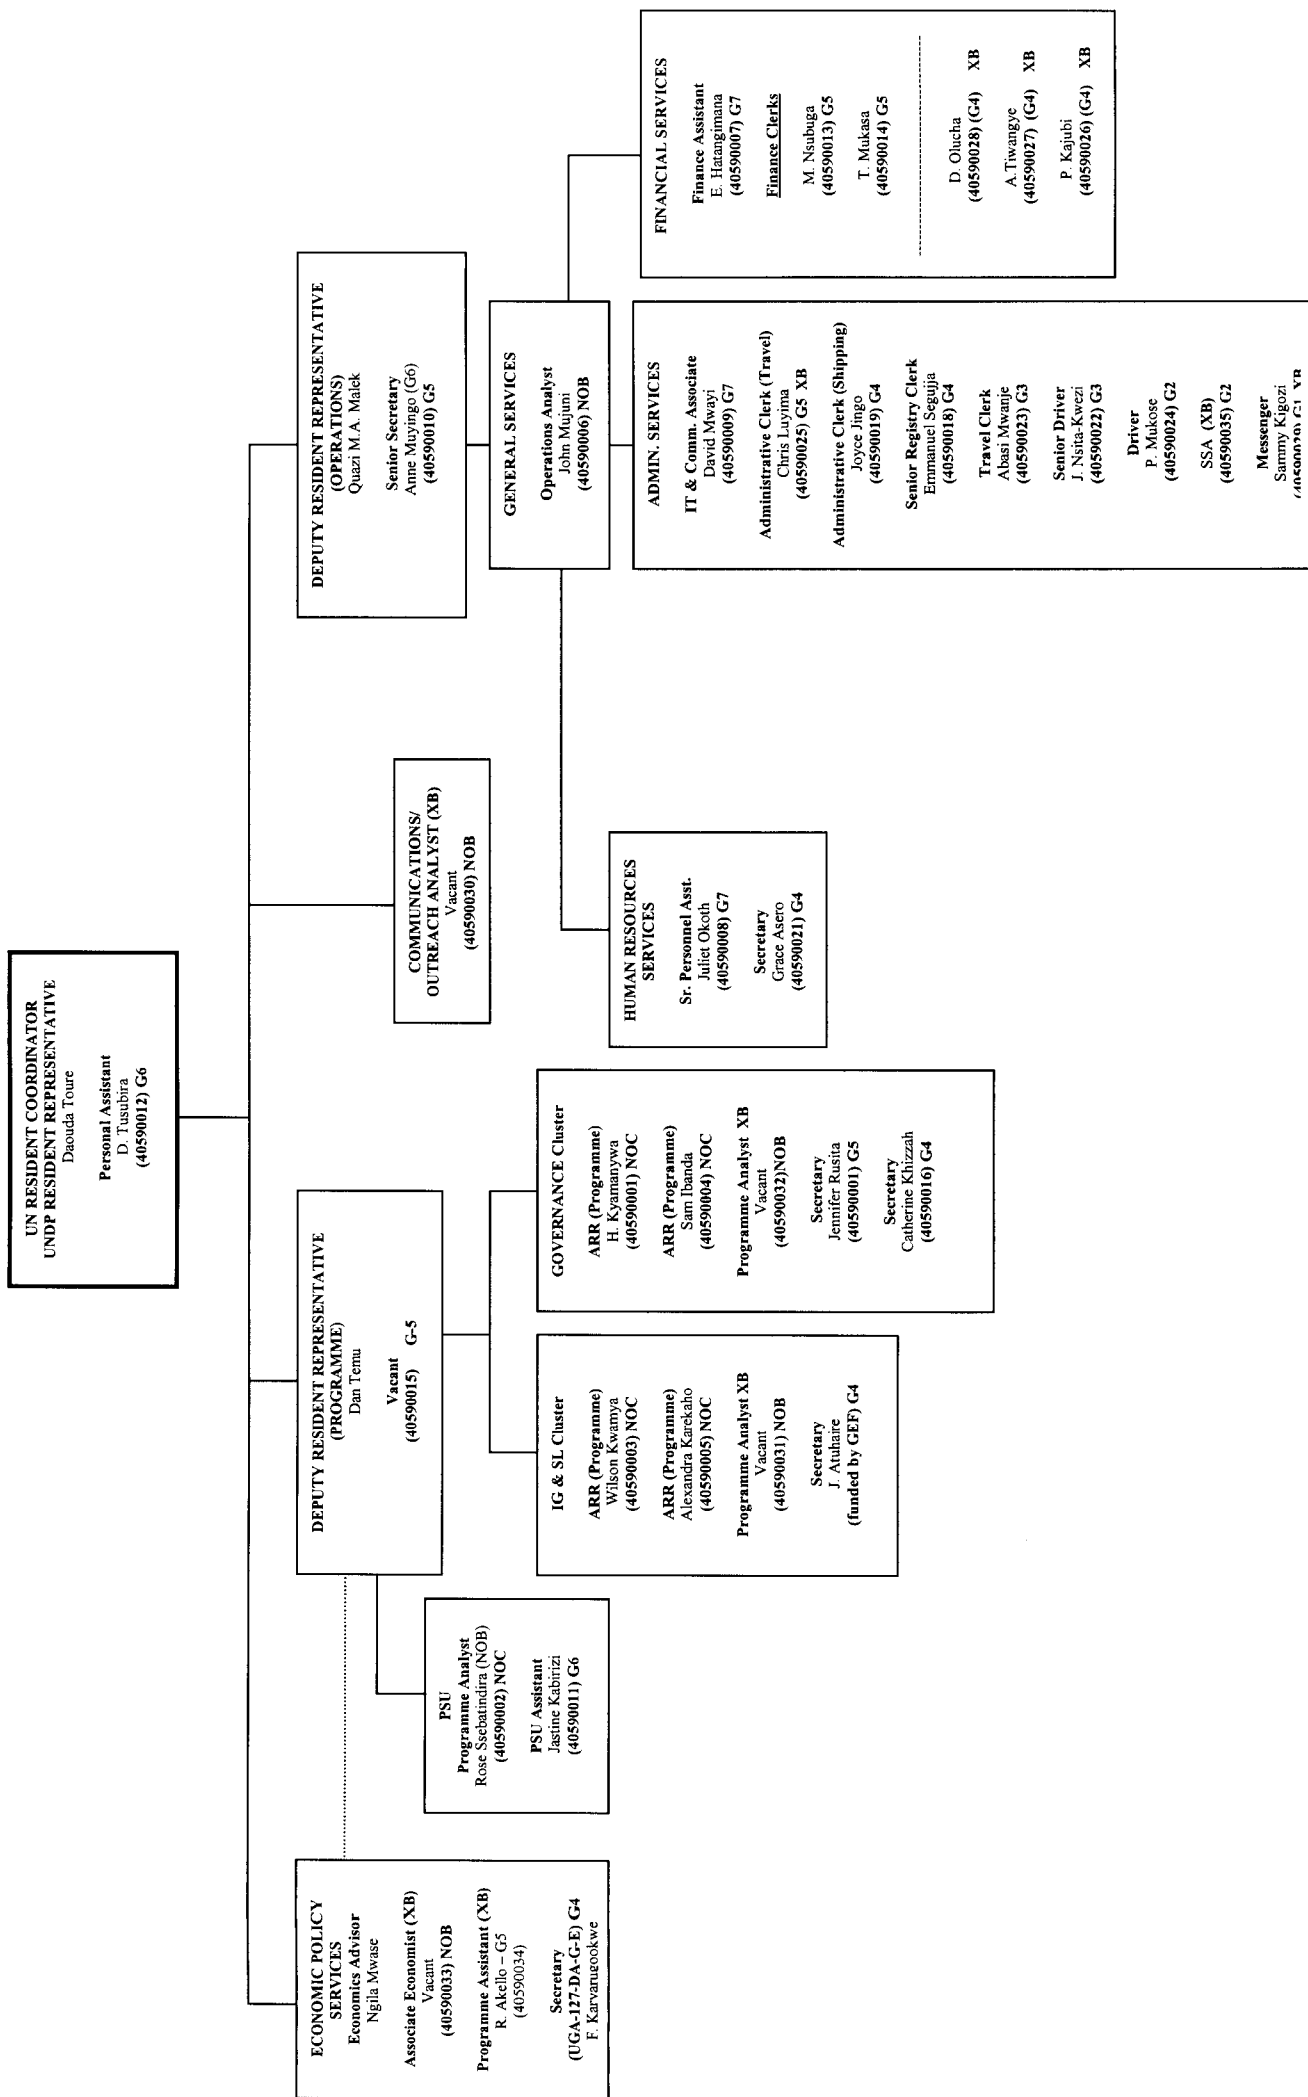 UN RESIDENT COORDINATOR
UNDP RESIDENT REPRESENTATIVE
Daouda Toure
Personal Assistant
D. Tusubira
(40590012) G6
ECONOMIC POLICY
SERVICES
Economics Advisor
Ngila Mwase
Associate Economist (XB)
Vacant
(40590033) NOB
Programme Assistant (XB)
R. Akello – G5
(40590034)
Secretary
(UGA-127-DA-G-E) G4
F. Karvarugookwe
DEPUTY RESIDENT REPRESENTATIVE
(PROGRAMME)
Dan Temu
Vacant
(40590015) G-5
PSU
Programme Analyst
Rose Ssebatindira (NOB)
(40590002) NOC
PSU Assistant
Jastine Kabirizi
(40590011) G6
IG & SL Cluster
ARR (Programme)
Wilson Kwamya
(40590003) NOC
ARR (Programme)
Alexandra Karekaho
(40590005) NOC
Programme Analyst XB
Vacant
(40590031) NOB
Secretary
J. Atuhaire
(funded by GEF) G4
GOVERNANCE Cluster
ARR (Programme)
H. Kyamanywa
(40590001) NOC
ARR (Programme)
Sam Ibanda
(40590004) NOC
Programme Analyst XB
Vacant
(40590032)NOB
Secretary
Jennifer Rusita
(40590001) G5
Secretary
Catherine Khizzah
(40590016) G4
COMMUNICATIONS/
OUTREACH ANALYST (XB)
Vacant
(40590030) NOB
DEPUTY RESIDENT REPRESENTATIVE
(OPERATIONS)
Quazi M.A. Malek
Senior Secretary
Anne Muyingo (G6)
(40590010) G5
GENERAL SERVICES
Operations Analyst
John Mujumi
(40590006) NOB
HUMAN RESOURCES
SERVICES
Sr. Personnel Asst.
Juliet Okoth
(40590008) G7
Secretary
Grace Asero
(40590021) G4
ADMIN. SERVICES
IT & Comm. Associate
David Mwayi
(40590009) G7
Administrative Clerk (Travel)
Chris Luyima
(40590025) G5 XB
Administrative Clerk (Shipping)
Joyce Jingo
(40590019) G4
Senior Registry Clerk
Emmanuel Segujja
(40590018) G4
Travel Clerk
Abasi Mwanje
(40590023) G3
Senior Driver
J. Nsita-Kwezi
(40590022) G3
Driver
P. Mukose
(40590024) G2
SSA (XB)
(40590035) G2
Messenger
Sammy Kigozi
(40590029) G1 XB
FINANCIAL SERVICES
Finance Assistant
E. Hatangimana
(40590007) G7
Finance Clerks
M. Nsubuga
(40590013) G5
T. Mukasa
(40590014) G5
D. Olucha
(40590028) (G4) XB
A.Tiwangye
(40590027) (G4) XB
P. Kajubi
(40590026) (G4) XB